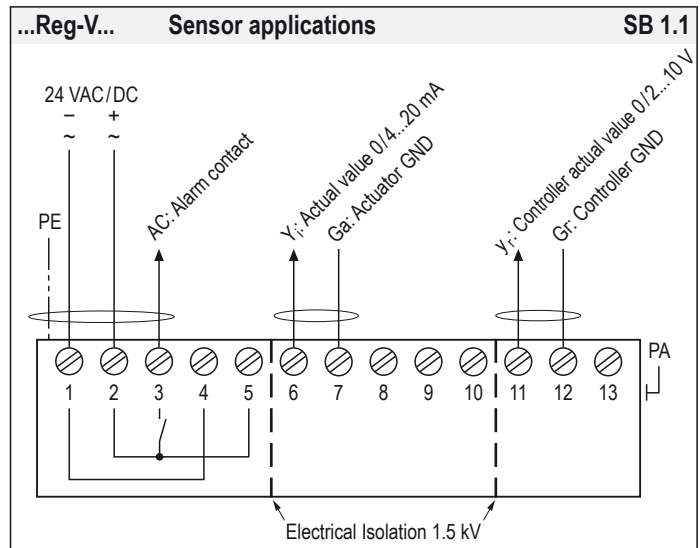 ...Reg-V... Sensor applications SB 1.1
24 VAC/DC
– +
~ ~
PE
AC: Alarm contact
Yi: Actual value 0/4...20 mA
Ga: Actuator GND
yr: Controller actual value 0/2...10 V
Gr: Controller GND
PA
1 2 3 4 5 6 7 8 9 10 11 12 13
Electrical Isolation 1.5 kV